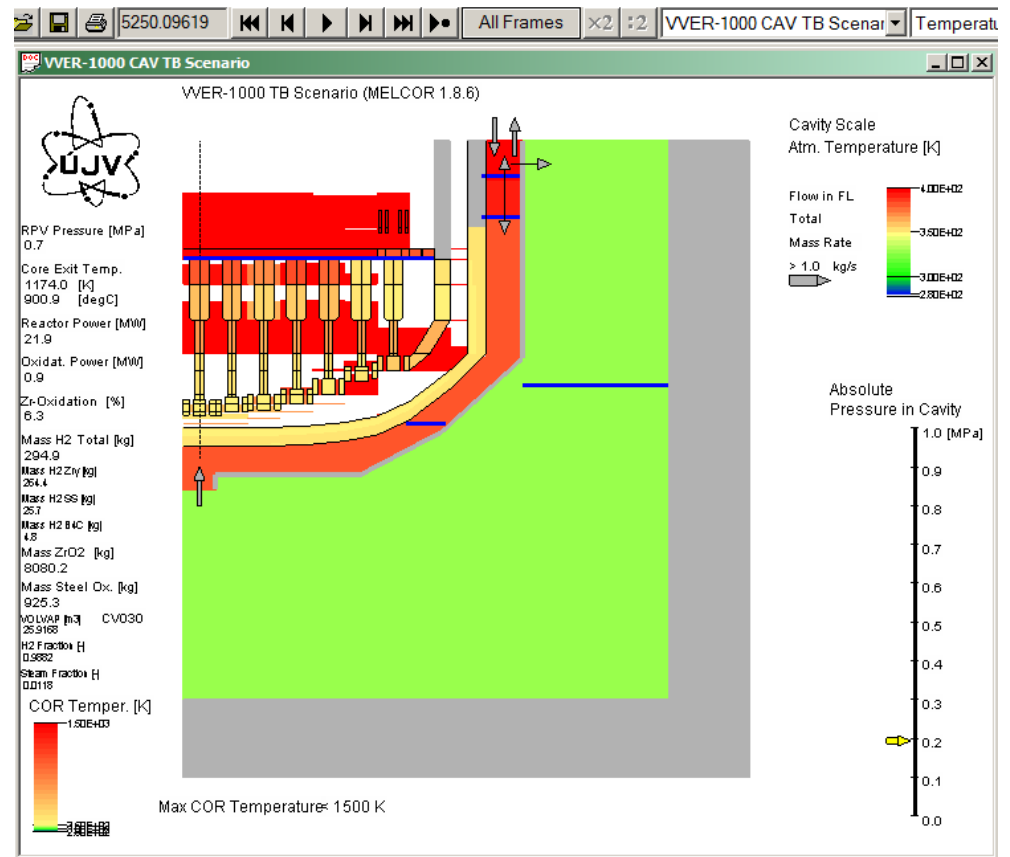 5250.09619
All Frames
×2
:2
VVER-1000 CAV TB Scenar
Temperatu
VVER-1000 CAV TB Scenario
VVER-1000 TB Scenario (MELCOR 1.8.6)
ÚJV
RPV Pressure [MPa]
0.7
Core Exit Temp.
1174.0 [K]
900.9 [degC]
Reactor Power [MW]
21.9
Oxidat. Power [MW]
0.9
Zr-Oxidation [%]
6.3
Mass H2 Total [kg]
294.9
Mass H2 Zry [kg]
264.4
Mass H2 SS [kg]
25.7
Mass H2 B4C [kg]
4.8
Mass ZrO2 [kg]
8080.2
Mass Steel Ox. [kg]
925.3
VOLVAP [m3] CV030
25.9168
H2 Fraction [-]
0.9882
Steam Fraction [-]
0.0118
COR Temper. [K]
1.50E+03
Max COR Temperature< 1500 K
Cavity Scale
Atm. Temperature [K]
Flow in FL
Total
Mass Rate
> 1.0 kg/s
4.00E+02
3.50E+02
3.00E+02
2.80E+02
Absolute
Pressure in Cavity
1.0 [MPa]
0.9
0.8
0.7
0.6
0.5
0.4
0.3
0.2
0.1
0.0